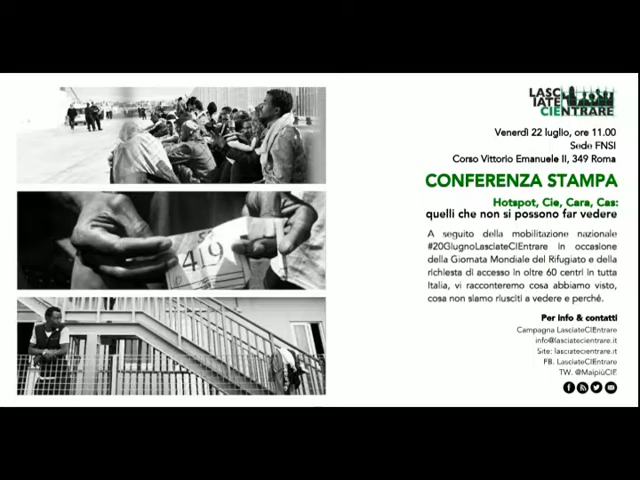 LASC
IATE
CIENTRARE
Venerdì 22 luglio, ore 11.00
Sede FNSI
Corso Vittorio Emanuele II, 349 Roma
CONFERENZA STAMPA
Hotspot, Cie, Cara, Cas:
quelli che non si possono far vedere
A seguito della mobilitazione nazionale
#20GiugnoLasciateCIEntrare in occasione
della Giornata Mondiale del Rifugiato e della
richiesta di accesso in oltre 60 centri in tutta
Italia, vi racconteremo cosa abbiamo visto,
cosa non siamo riusciti a vedere e perché.
Per info & contatti
Campagna LasciateCIEntrare
info@lasciatecientrare.it
Site: lasciatecientrare.it
FB. LasciateCIEntrare
TW. @MaipiùCIE
419